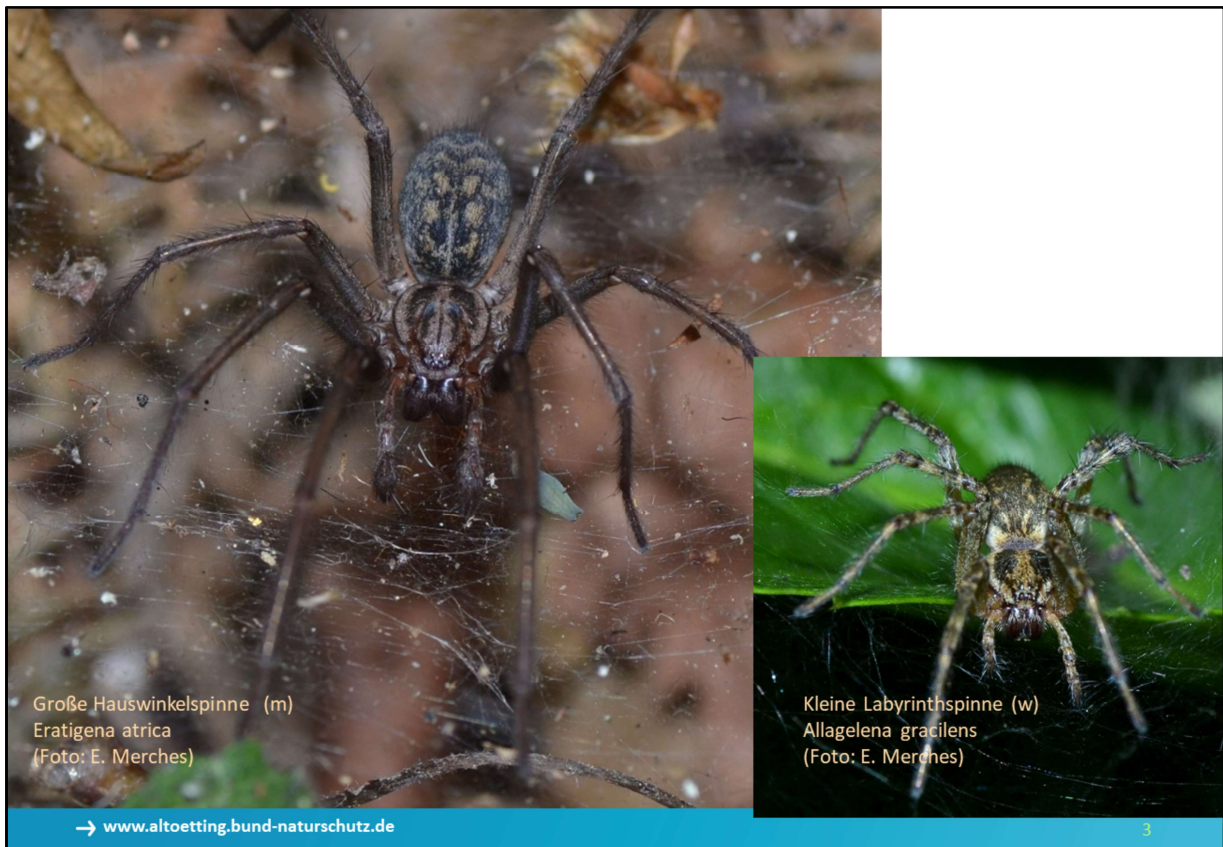 Große Hauswinkelspinne (m)
Eratigena atrica
(Foto: E. Merches)
Kleine Labyrinthspinne (w)
Allagelena gracilens
(Foto: E. Merches)
→ www.altoetting.bund-naturschutz.de
3